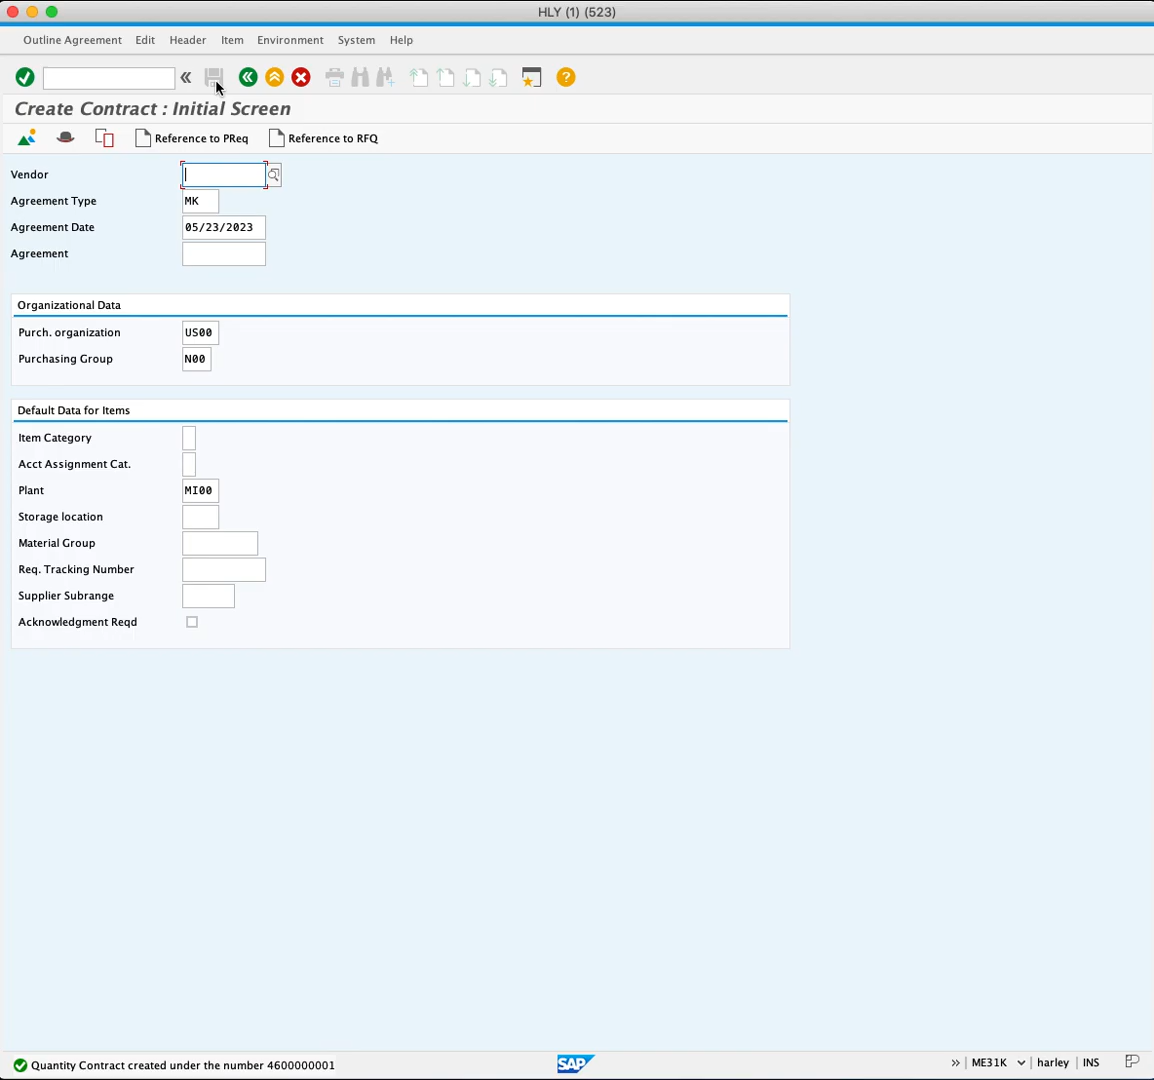 HLY (1) (523)
Outline Agreement Edit Header Item Environment System Help
Create Contract : Initial Screen
Reference to PReq Reference to RFQ
Vendor
Agreement Type MK
Agreement Date 05/23/2023
Agreement
Organizational Data
Purch. organization US00
Purchasing Group N00
Default Data for Items
Item Category
Acct Assignment Cat.
Plant MI00
Storage location
Material Group
Req. Tracking Number
Supplier Subrange
Acknowledgment Reqd
Quantity Contract created under the number 4600000001 SAP ME31K harley INS